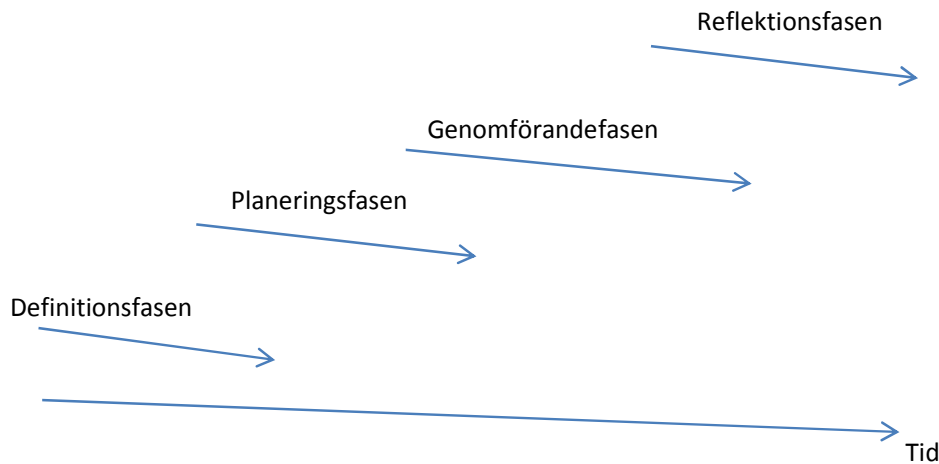 Reflektionsfasen
Genomförandefasen
Planeringsfasen
Definitionsfasen
Tid